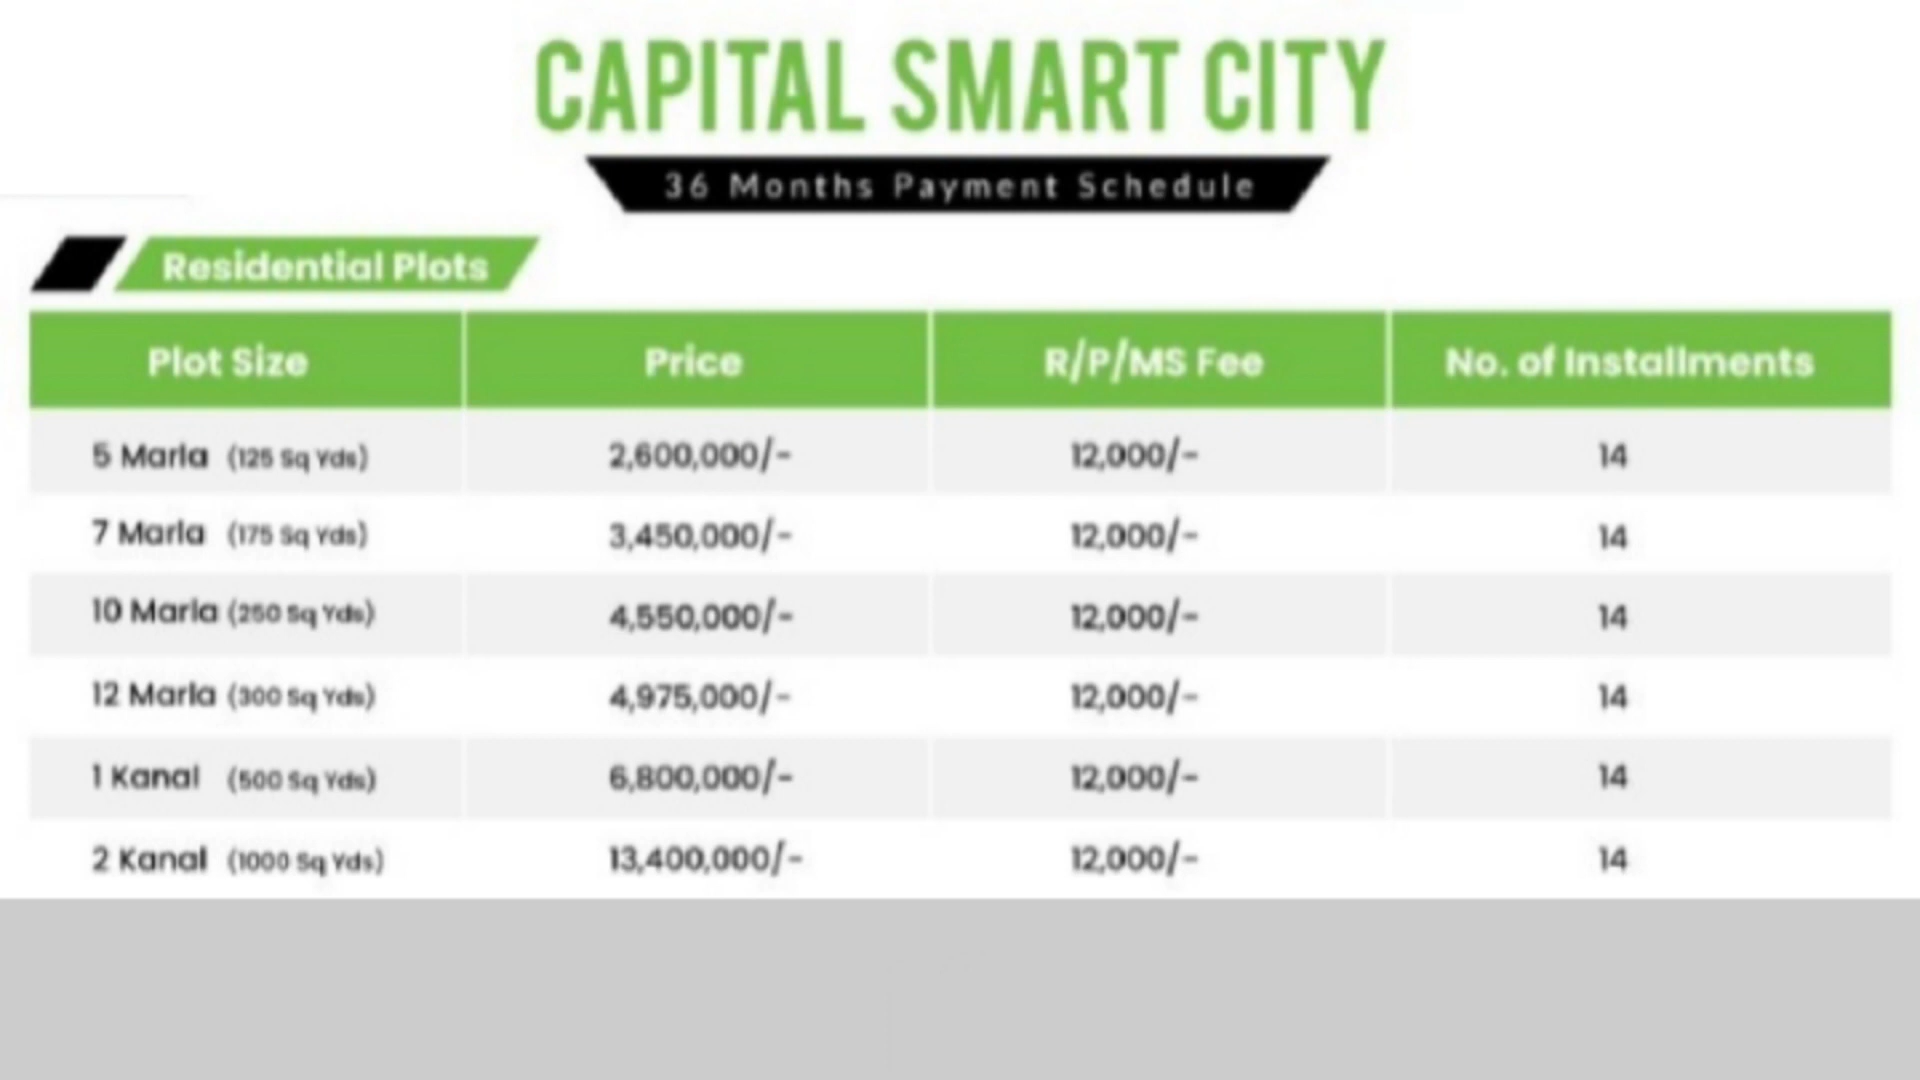 CAPITAL SMART CITY
36 Months Payment Schedule
Residential Plots
Plot Size Price R/P/MS Fee No. of Installments
5 Marla (125 Sq Yds) 2,600,000/- 12,000/- 14
7 Marla (175 Sq Yds) 3,450,000/- 12,000/- 14
10 Marla (250 Sq Yds) 4,550,000/- 12,000/- 14
12 Marla (300 Sq Yds) 4,975,000/- 12,000/- 14
1 Kanal (500 Sq Yds) 6,800,000/- 12,000/- 14
2 Kanal (1000 Sq Yds) 13,400,000/- 12,000/- 14